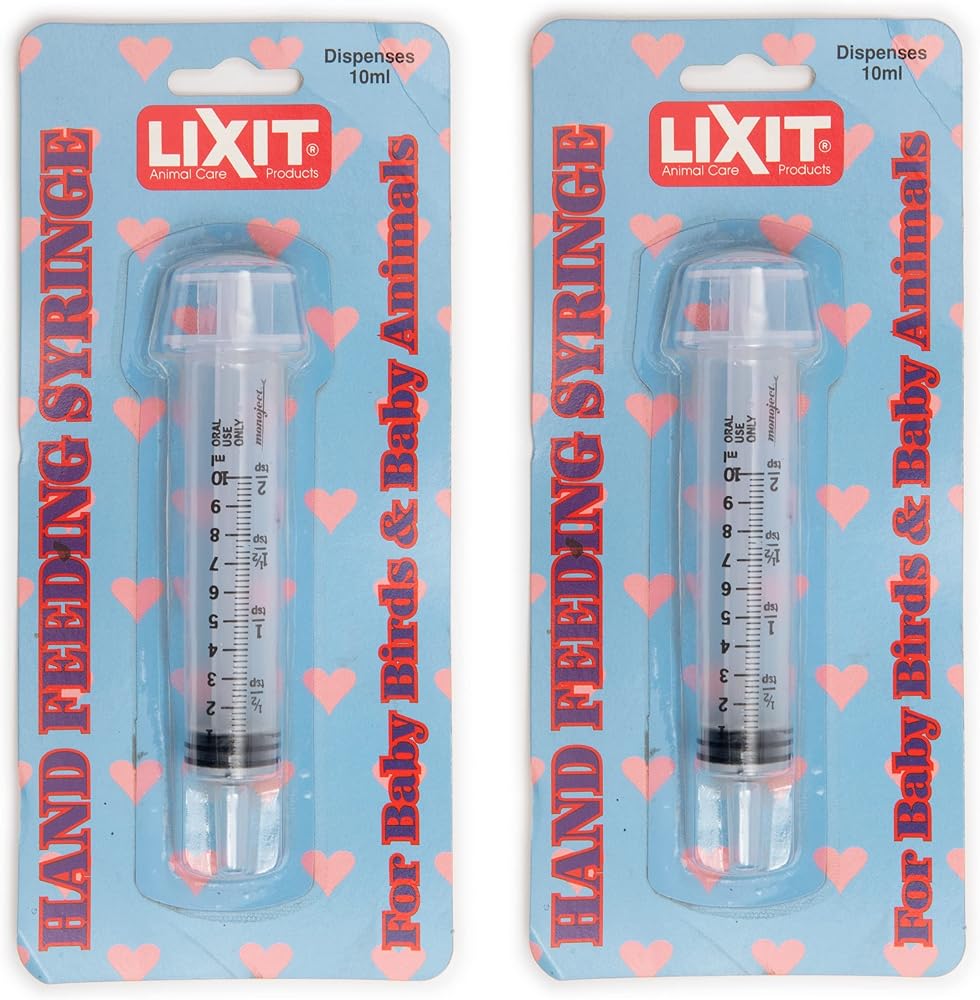 Dispenses
10ml
LIXIT®
Animal Care Products
HAND FEEDING SYRINGE
For Baby Birds & Baby Animals
monoject
ORAL
USE
ONLY
10
9
8
7
6
5
4
3
2
1
2 tsp
1½ tsp
1 tsp
½ tsp
Dispenses
10ml
LIXIT®
Animal Care Products
HAND FEEDING SYRINGE
For Baby Birds & Baby Animals
monoject
ORAL
USE
ONLY
10
9
8
7
6
5
4
3
2
1
2 tsp
1½ tsp
1 tsp
½ tsp